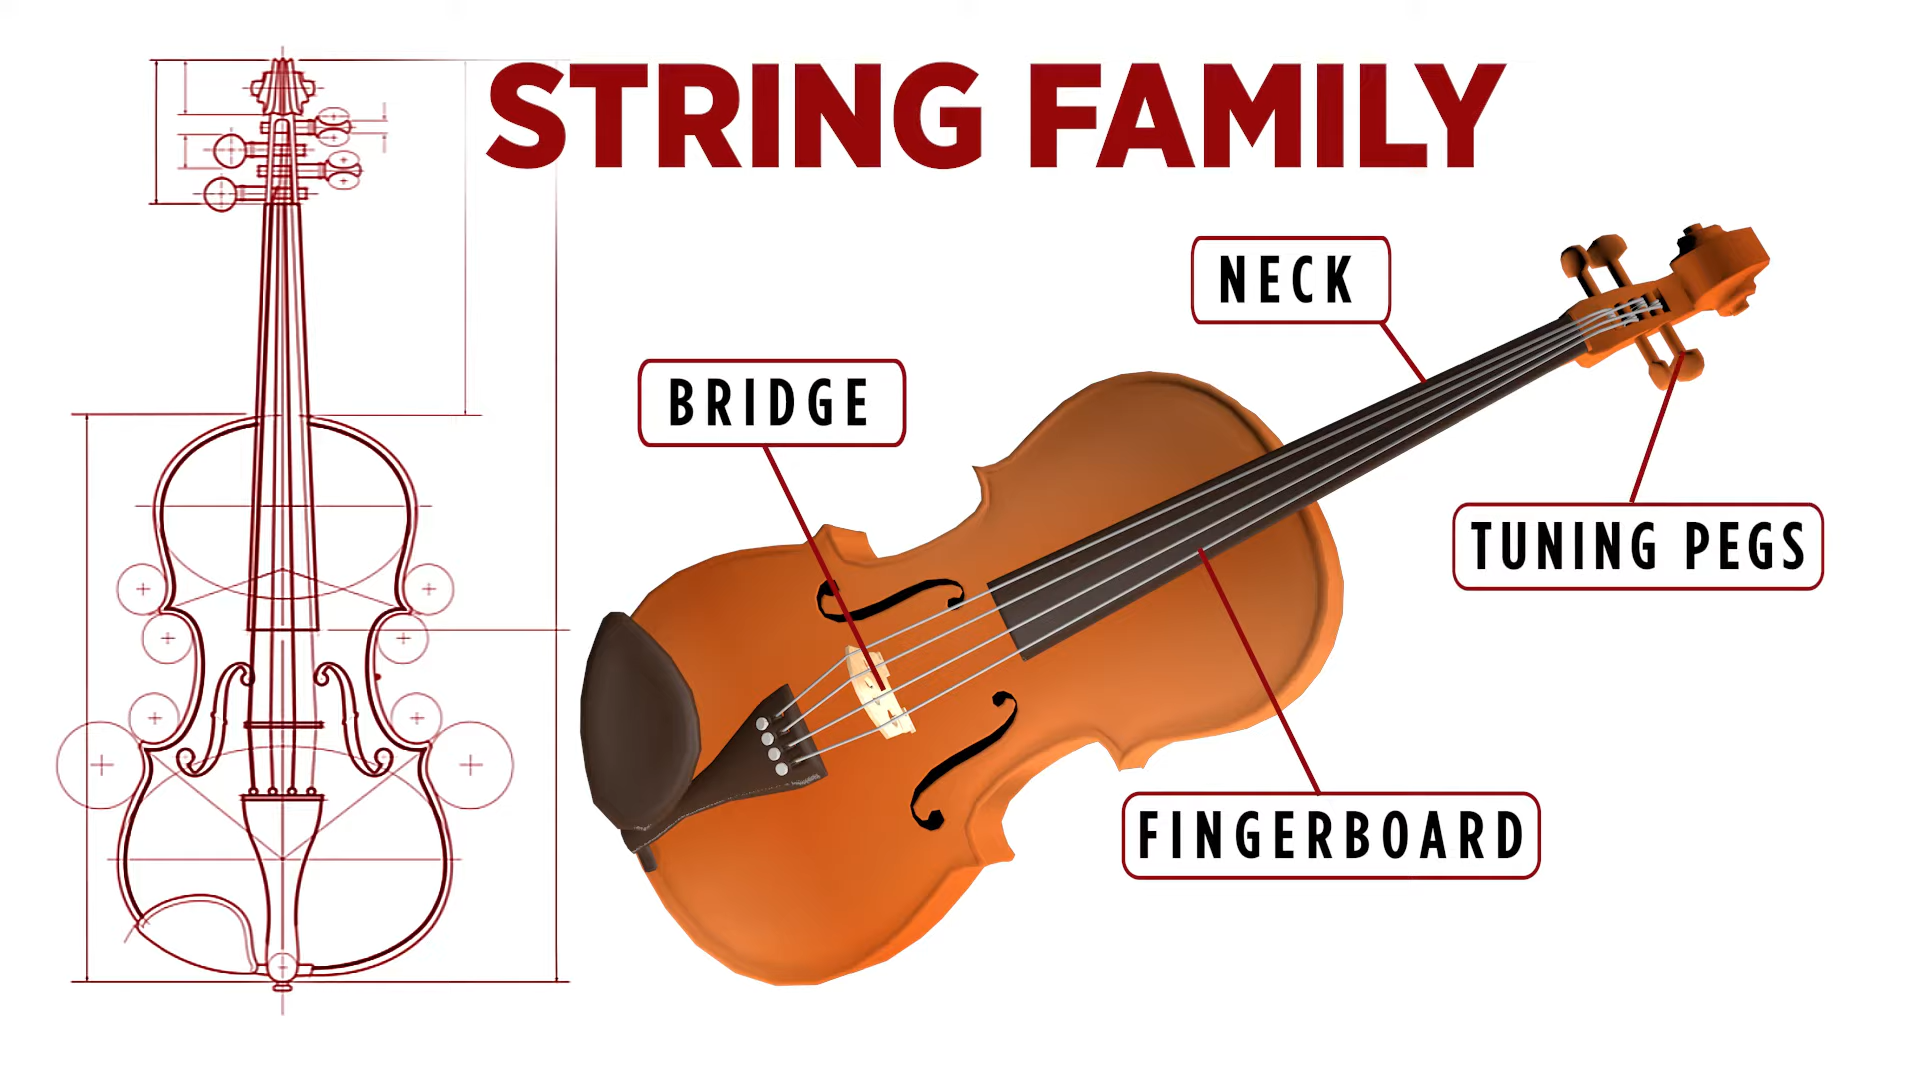 STRING FAMILY
NECK
BRIDGE
TUNING PEGS
FINGERBOARD